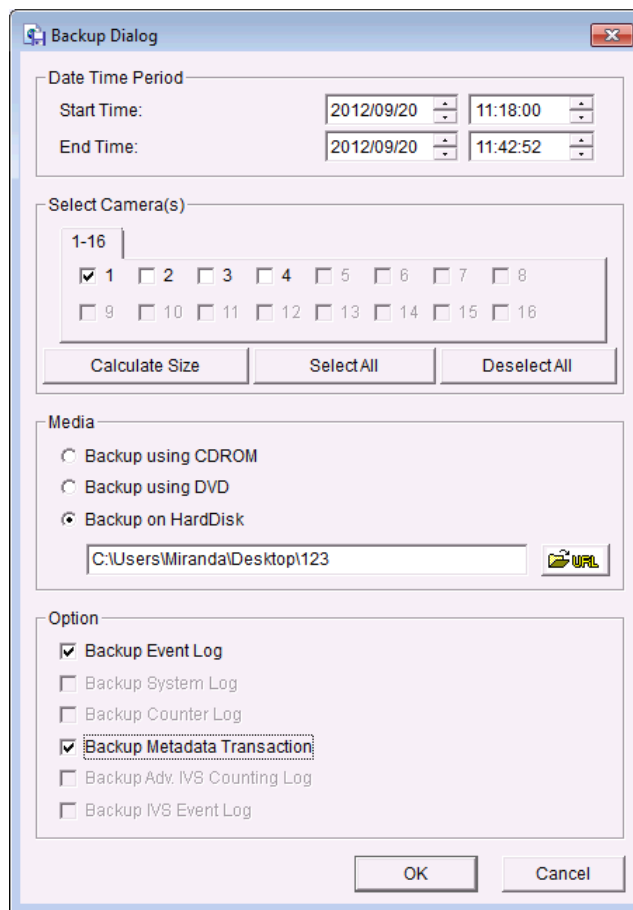 Backup Dialog
Date Time Period
Start Time: 2012/09/20 11:18:00
End Time: 2012/09/20 11:42:52
Select Camera(s)
1-16
1 2 3 4 5 6 7 8
9 10 11 12 13 14 15 16
Calculate Size Select All Deselect All
Media
Backup using CDROM
Backup using DVD
Backup on HardDisk
C:\Users\Miranda\Desktop\123 URL
Option
Backup Event Log
Backup System Log
Backup Counter Log
Backup Metadata Transaction
Backup Adv. IVS Counting Log
Backup IVS Event Log
OK Cancel